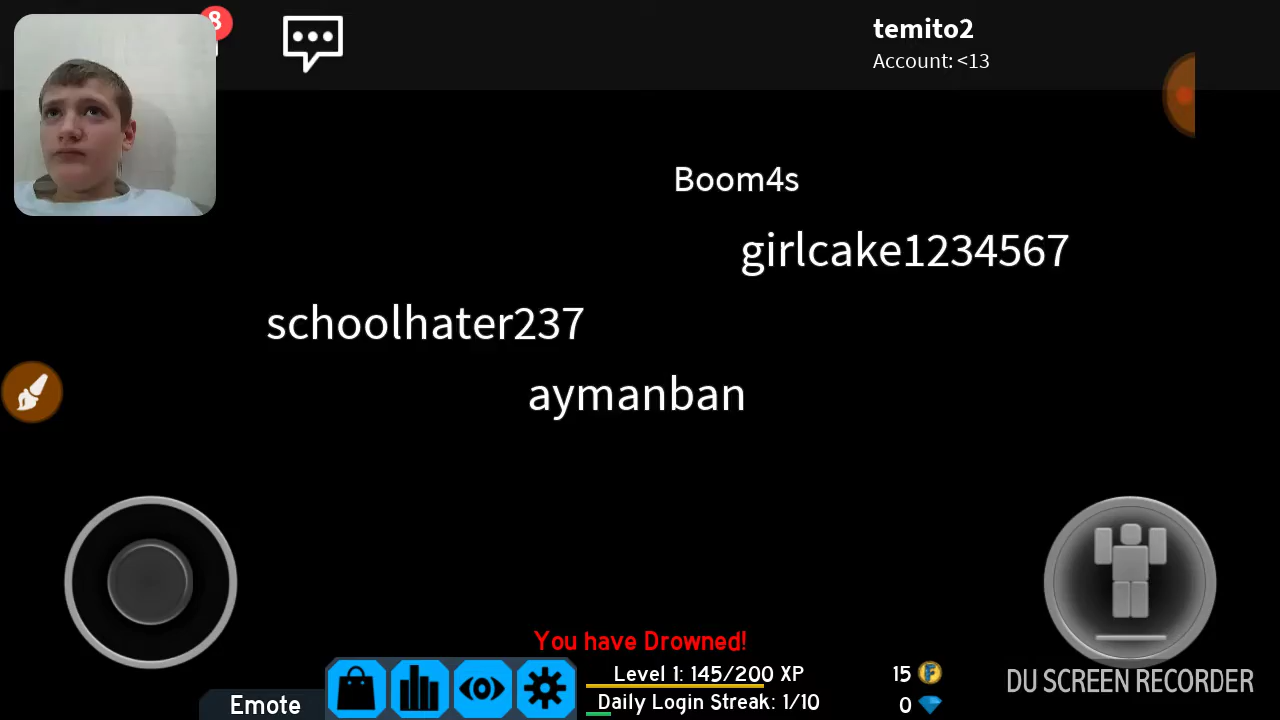 8
temito2
Account: <13
Boom4s
girlcake1234567
schoolhater237
aymanban
You have Drowned!
Level 1: 145/200 XP
15
F
Daily Login Streak: 1/10
0
Emote
DU SCREEN RECORDER